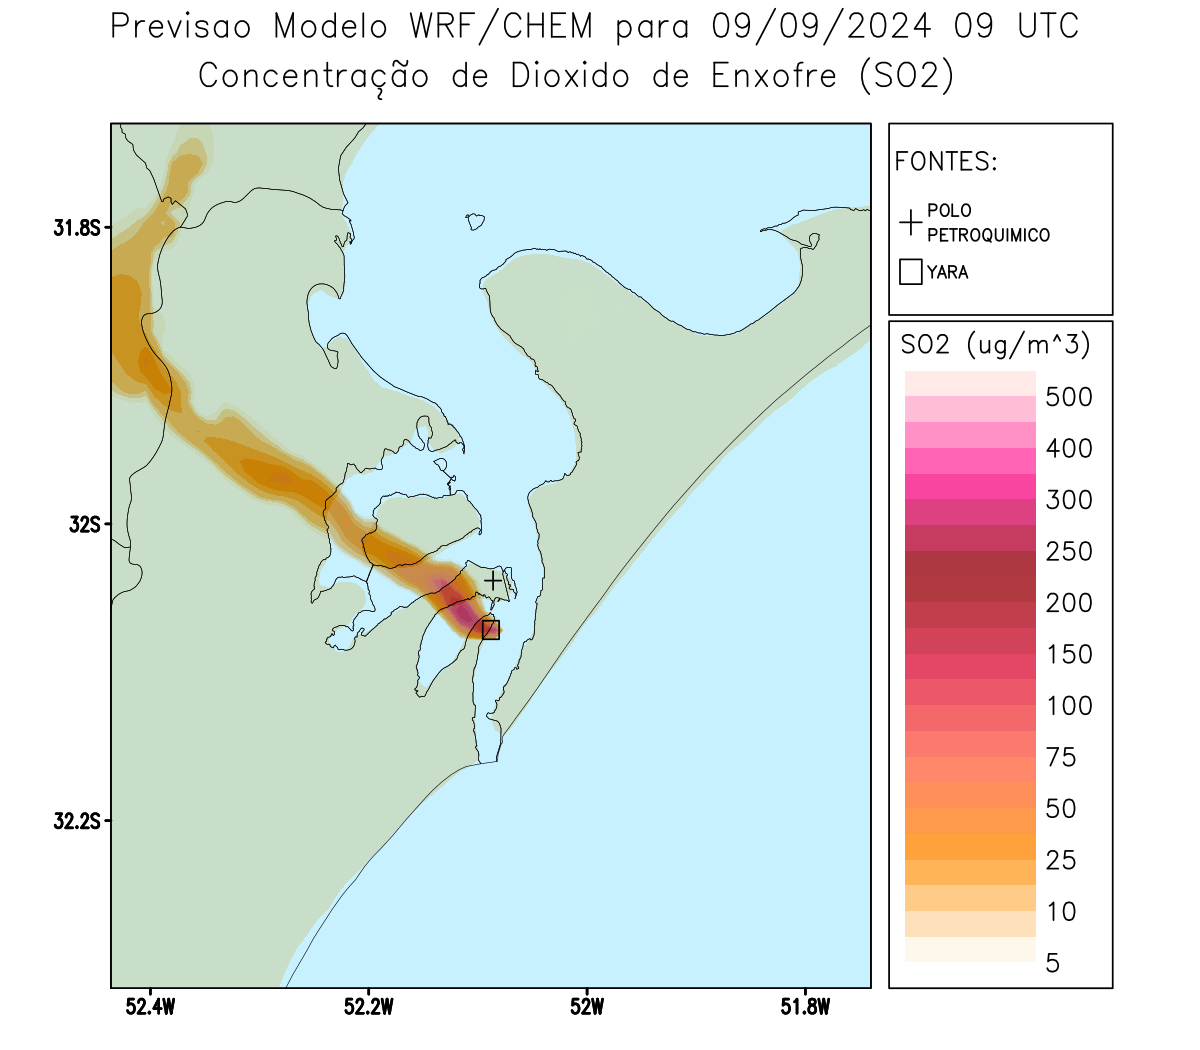 Previsao Modelo WRF/CHEM para 09/09/2024 09 UTC
Concentração de Dioxido de Enxofre (SO2)
FONTES:
POLO
PETROQUIMICO
YARA
SO2 (ug/m^3)
500
400
300
250
200
150
100
75
50
25
10
5
31.8S
32S
32.2S
52.4W
52.2W
52W
51.8W